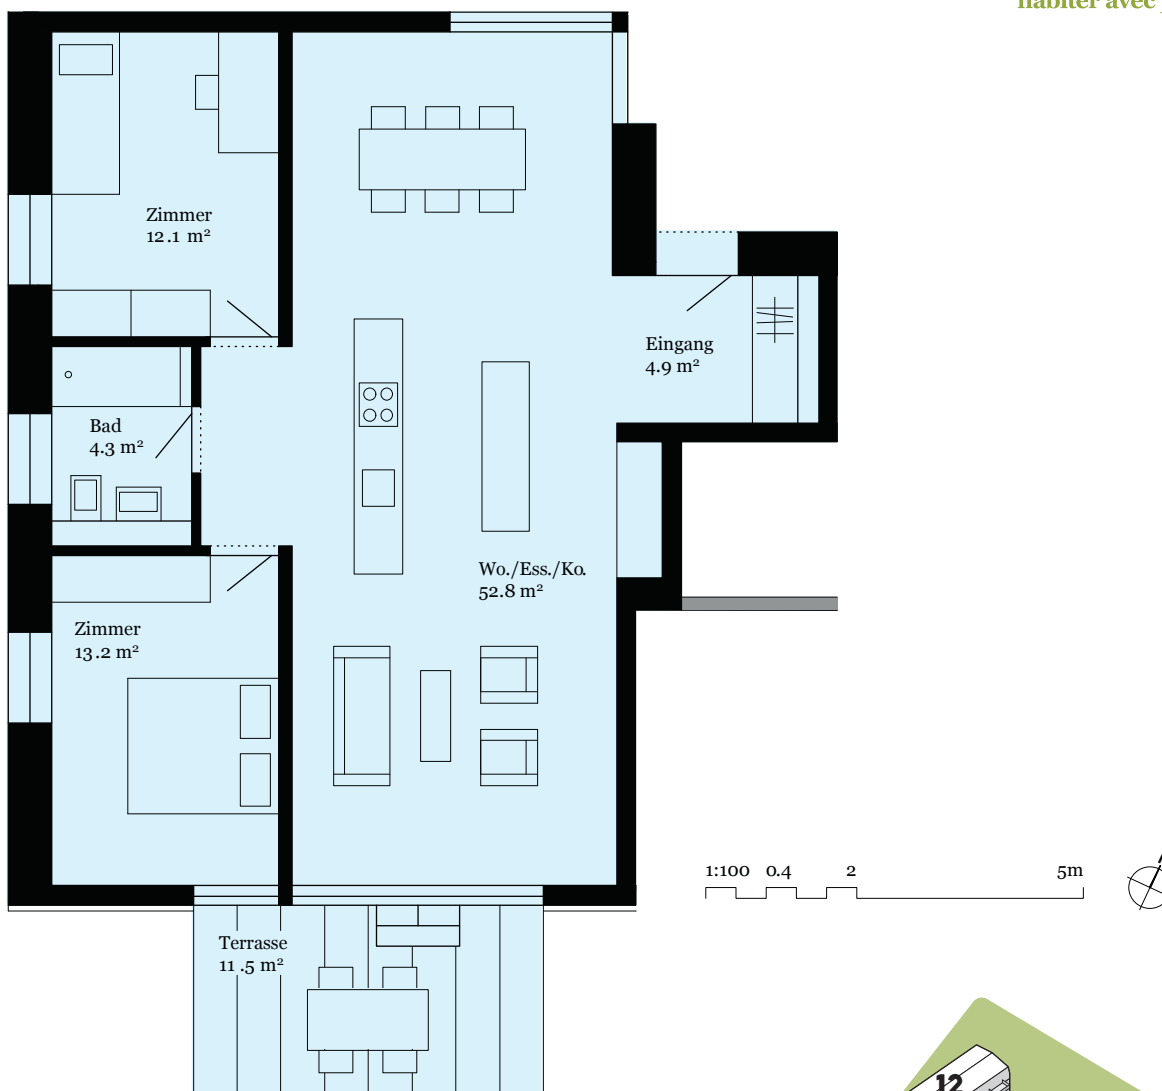 habiter avec
Zimmer
12.1 m²
Eingang
4.9 m²
Bad
4.3 m²
Wo./Ess./Ko.
52.8 m²
Zimmer
13.2 m²
1:100 0.4 2 5m
Terrasse
11.5 m²
12